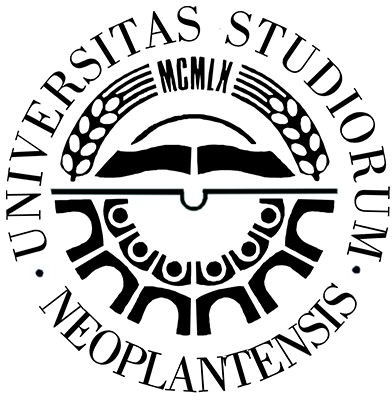 UNIVERSITAS STUDIORUM
NEOPLANTENSIS
MCMLX